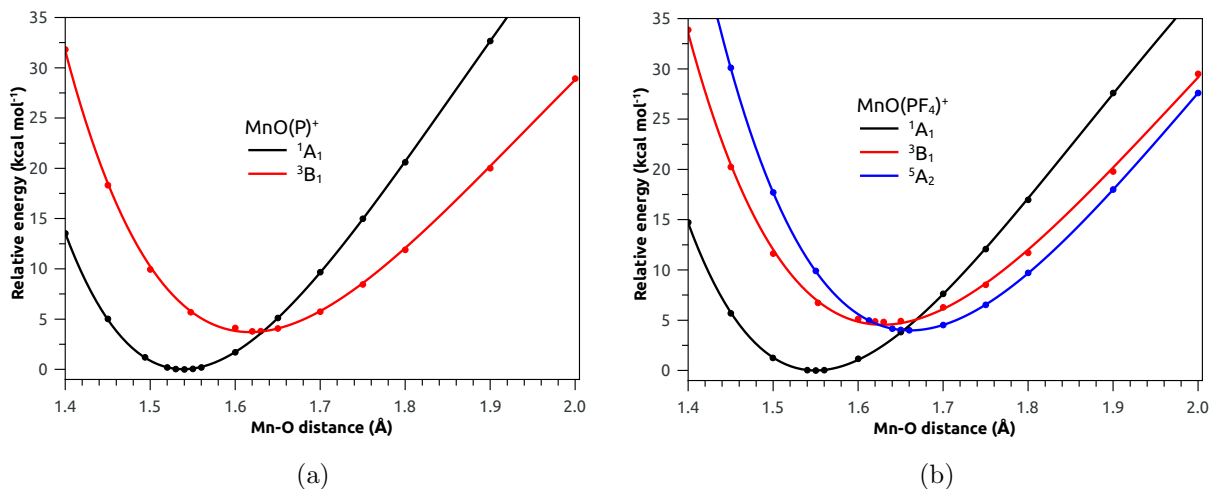 35
30
25
20
15
10
5
0
Relative energy (kcal mol⁻¹)
MnO(P)⁺
¹A₁
³B₁
1.4 1.5 1.6 1.7 1.8 1.9 2.0
Mn-O distance (Å)
(a)
35
30
25
20
15
10
5
0
Relative energy (kcal mol⁻¹)
MnO(PF₄)⁺
¹A₁
³B₁
⁵A₂
1.4 1.5 1.6 1.7 1.8 1.9 2.0
Mn-O distance (Å)
(b)